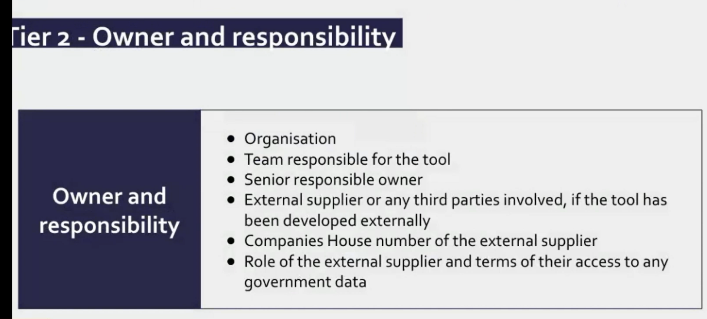 Tier 2 - Owner and responsibility
Owner and
responsibility
● Organisation
● Team responsible for the tool
● Senior responsible owner
● External supplier or any third parties involved, if the tool has
been developed externally
● Companies House number of the external supplier
● Role of the external supplier and terms of their access to any
government data